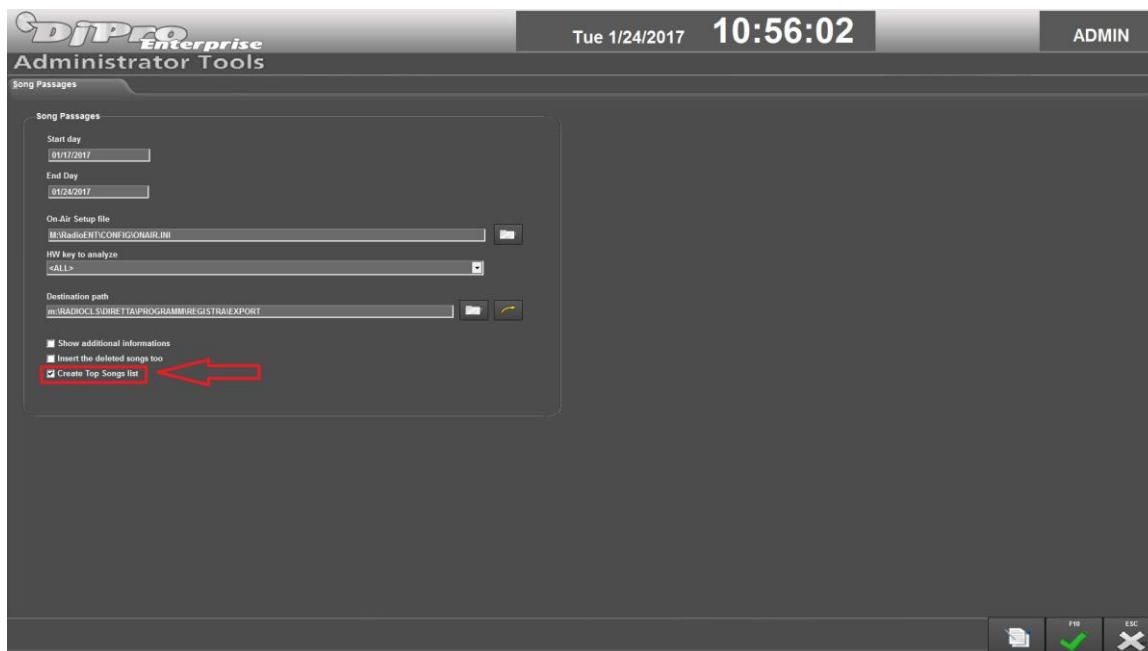 DjPro
Enterprise
Tue 1/24/2017 10:56:02 ADMIN
Administrator Tools
Song Passages
Song Passages
Start day
01/17/2017
End Day
01/24/2017
On-Air Setup file
M:\RadioENT\CONFIG\ONAIR.INI
HW key to analyze
<ALL>
Destination path
m:\RADIOCLS\DIRETTA\PROGRAMM\REGISTRA\EXPORT
Show additional informations
Insert the deleted songs too
Create Top Songs list
F10 ESC